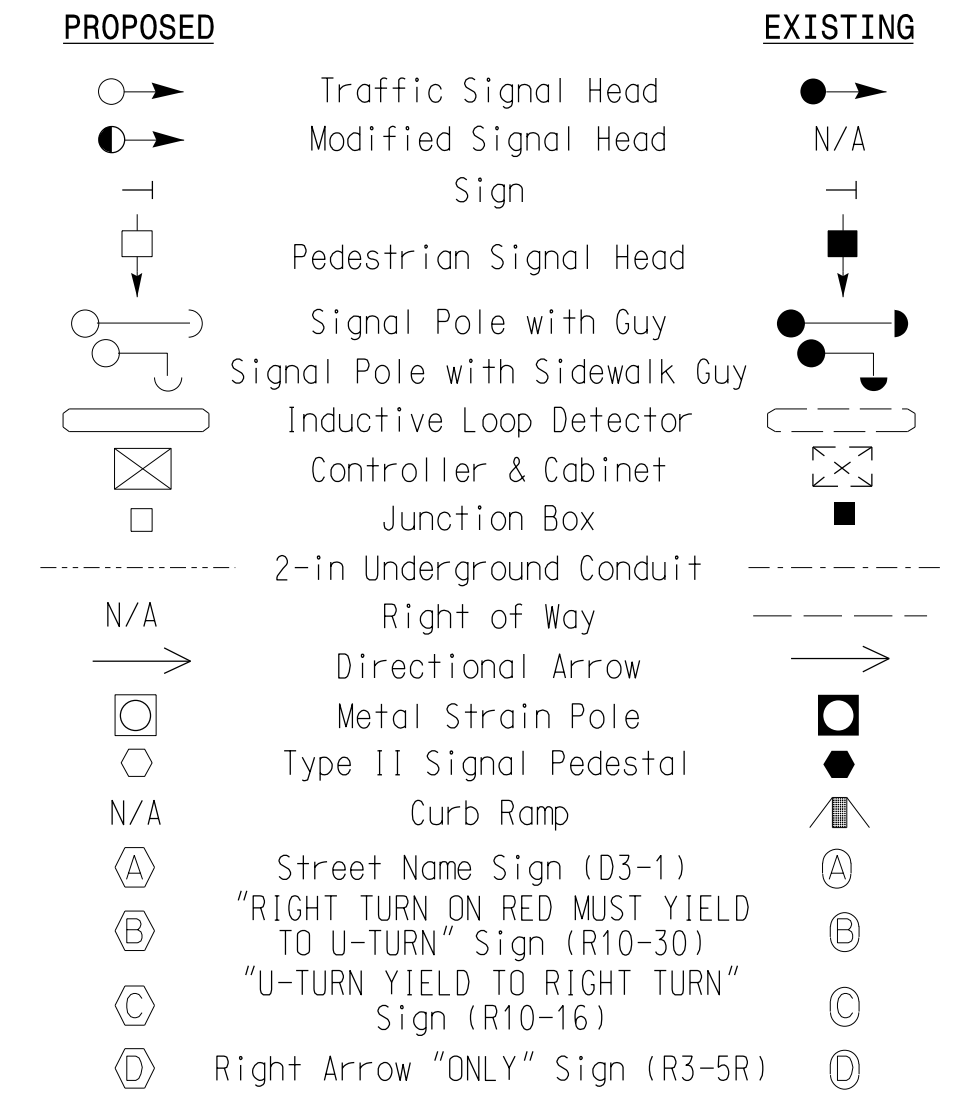 PROPOSED EXISTING
Traffic Signal Head
Modified Signal Head N/A
Sign
Pedestrian Signal Head
Signal Pole with Guy
Signal Pole with Sidewalk Guy
Inductive Loop Detector
Controller & Cabinet
Junction Box
2-in Underground Conduit
N/A Right of Way
Directional Arrow
Metal Strain Pole
Type II Signal Pedestal
N/A Curb Ramp
A Street Name Sign (D3-1) A
"RIGHT TURN ON RED MUST YIELD
B TO U-TURN" Sign (R10-30) B
"U-TURN YIELD TO RIGHT TURN"
C Sign (R10-16) C
D Right Arrow "ONLY" Sign (R3-5R) D